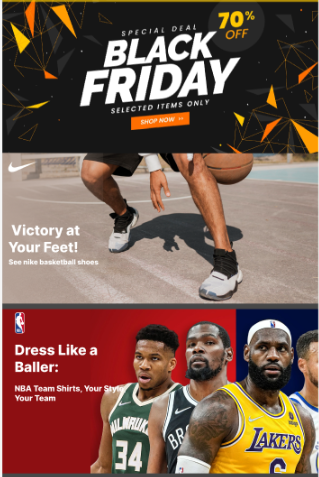 SPECIAL DEAL
70%
OFF
BLACK
FRIDAY
SELECTED ITEMS ONLY
SHOP NOW
Victory at
Your Feet!
See nike basketball shoes
Dress Like a
Baller:
NBA Team Shirts, Your Style
Your Team
MILWAUK
34
BR
LAKERS
6